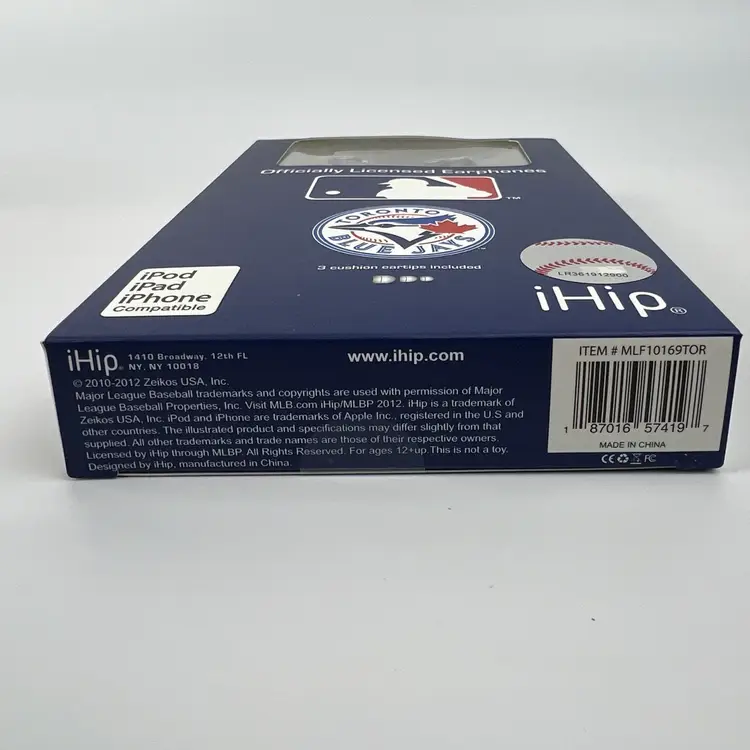 Officially Licensed Earphones
TM
TORONTO
BLUE JAYS
3 cushion eartips included
iPod
iPad
iPhone
Compatible
LR361912900
iHip®
iHip® 1410 Broadway, 12th FL
NY, NY 10018
www.ihip.com
© 2010-2012 Zeikos USA, Inc.
Major League Baseball trademarks and copyrights are used with permission of Major
League Baseball Properties, Inc. Visit MLB.com iHip/MLBP 2012. iHip is a trademark of
Zeikos USA, Inc. iPod and iPhone are trademarks of Apple Inc., registered in the U.S and
other countries. The illustrated product and specifications may differ slightly from that
supplied. All other trademarks and trade names are those of their respective owners.
Licensed by iHip through MLBP. All Rights Reserved. For ages 12+up.This is not a toy.
Designed by iHip, manufactured in China.
ITEM # MLF10169TOR
1 87016 57419 7
MADE IN CHINA
CE FC